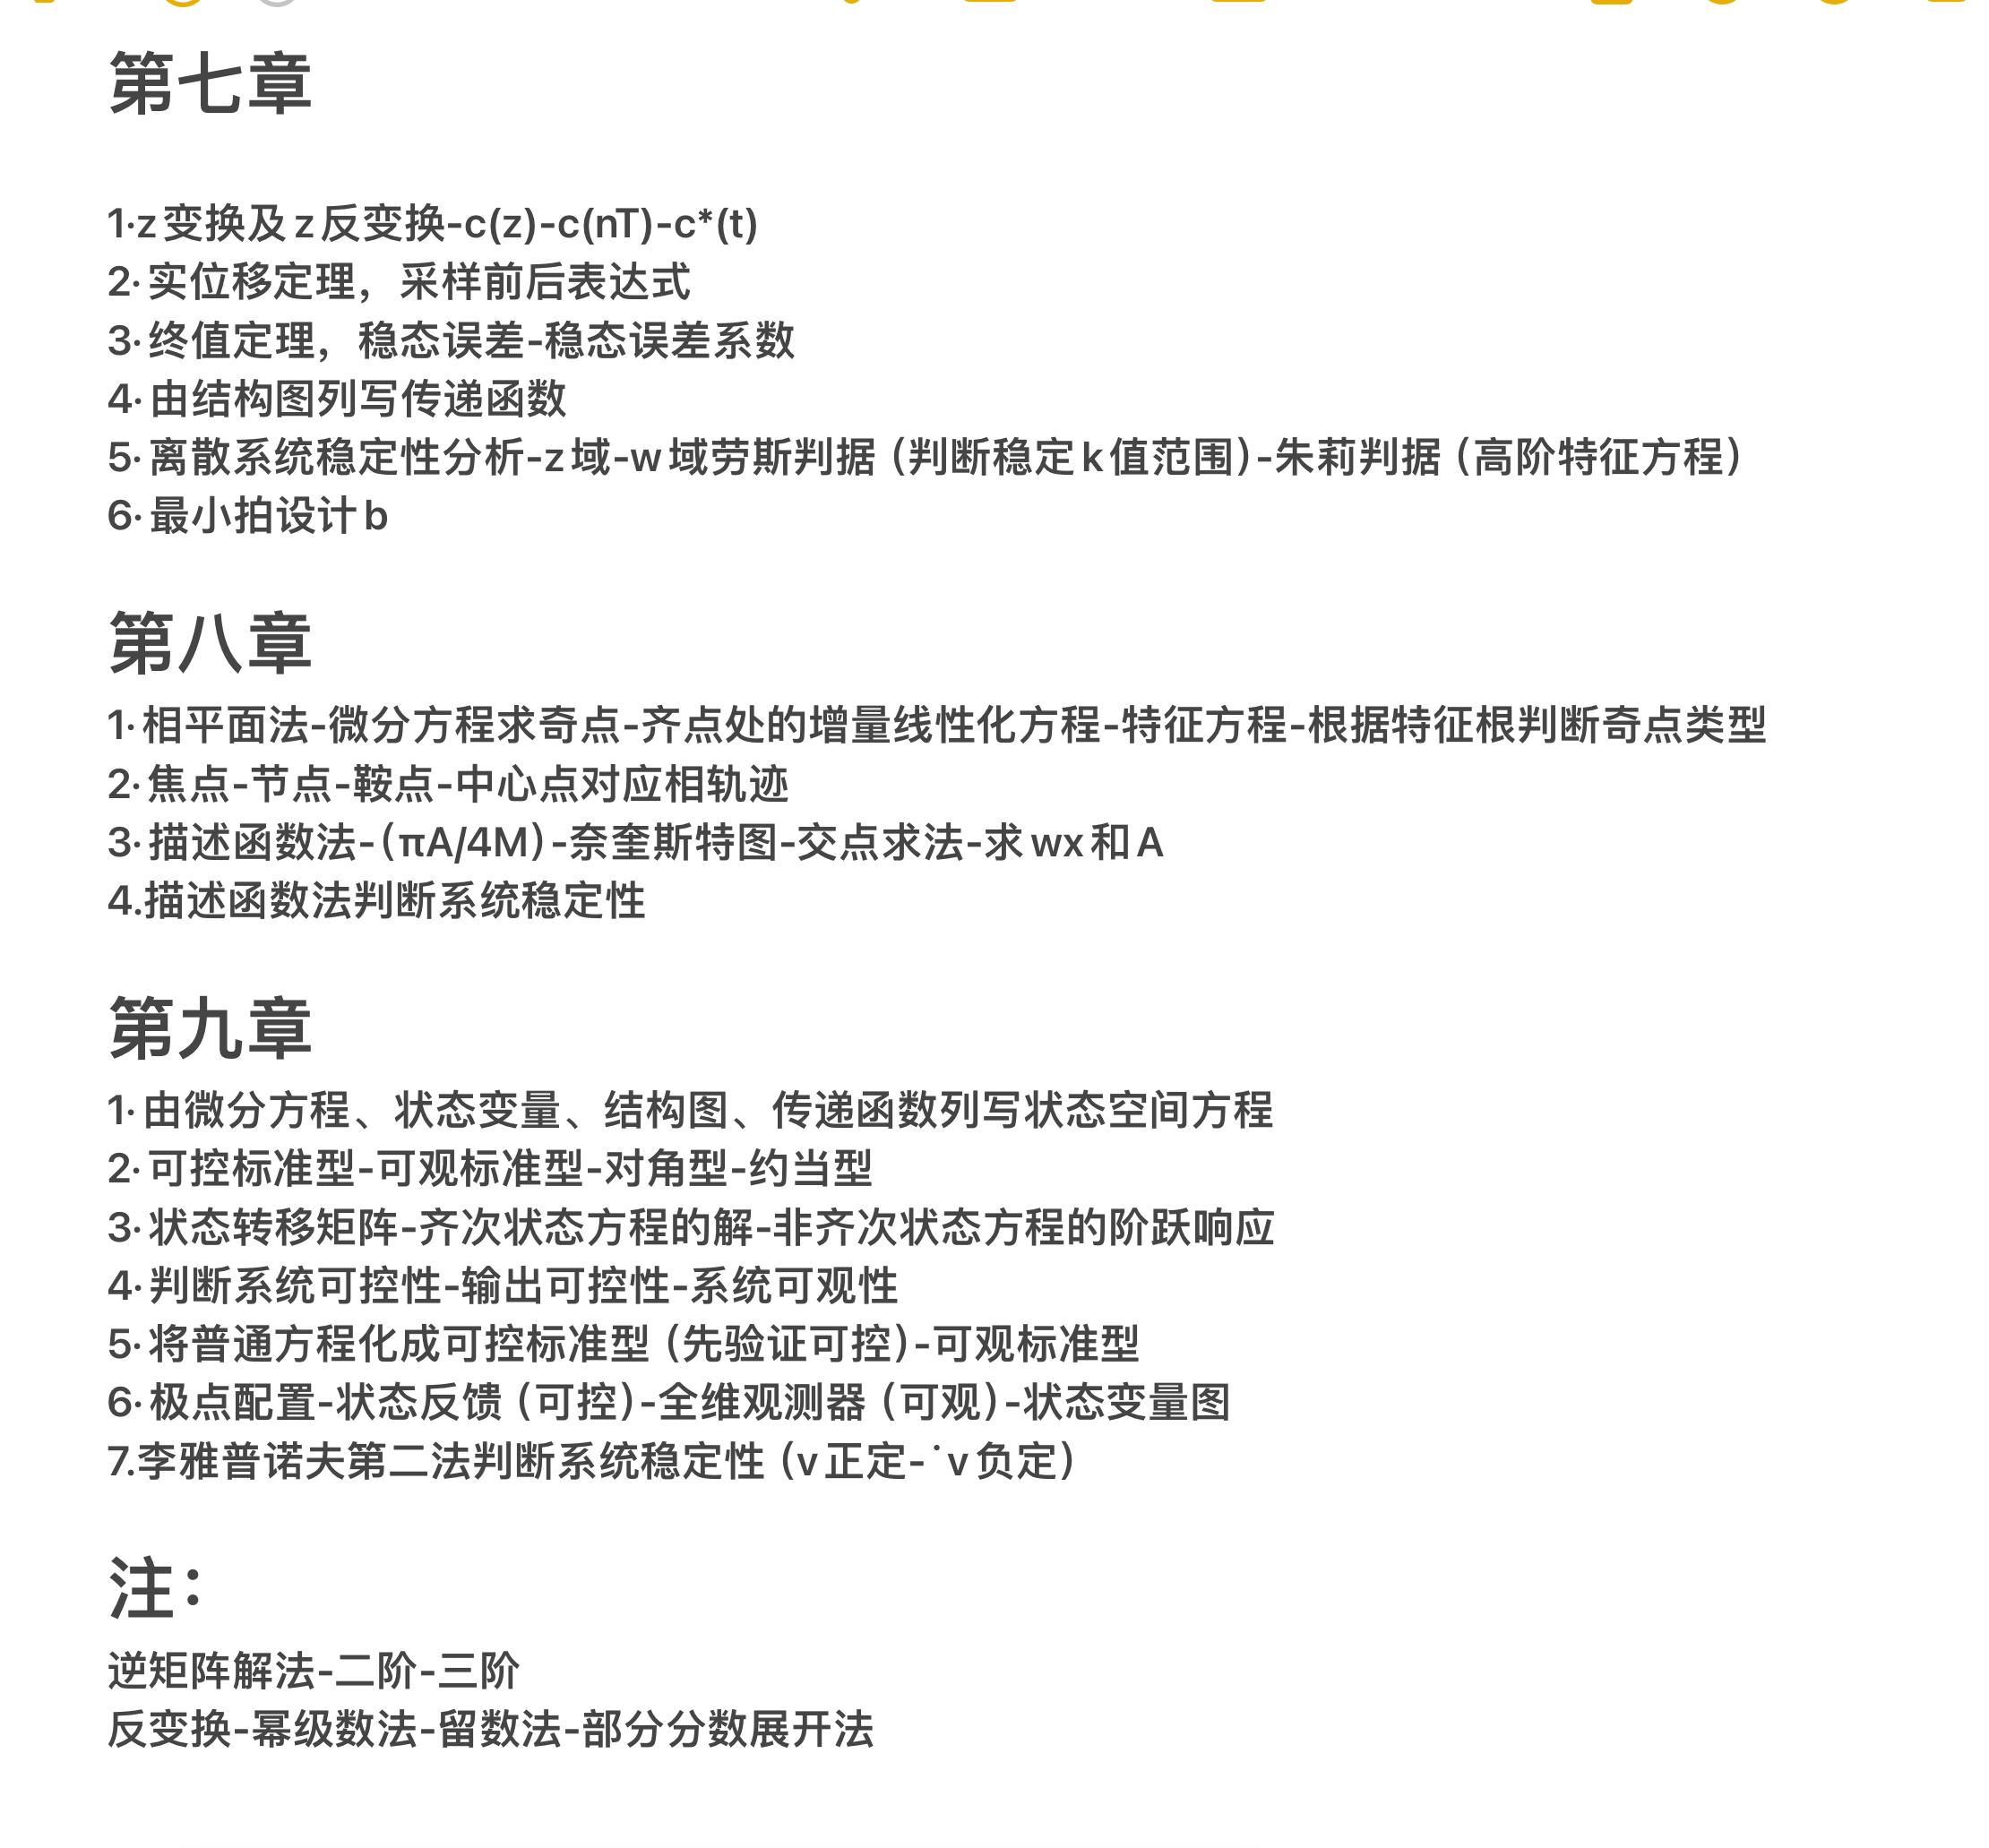 第七章
1·z变换及z反变换-c(z)-c(nT)-c*(t)
2·实位移定理，采样前后表达式
3·终值定理，稳态误差-稳态误差系数
4·由结构图列写传递函数
5·离散系统稳定性分析-z域-w域劳斯判据（判断稳定k值范围）-朱莉判据（高阶特征方程）
6·最小拍设计b
第八章
1·相平面法-微分方程求奇点-齐点处的增量线性化方程-特征方程-根据特征根判断奇点类型
2·焦点-节点-鞍点-中心点对应相轨迹
3·描述函数法-（πA/4M）-奈奎斯特图-交点求法-求wx和A
4.描述函数法判断系统稳定性
第九章
1·由微分方程、状态变量、结构图、传递函数列写状态空间方程
2·可控标准型-可观标准型-对角型-约当型
3·状态转移矩阵-齐次状态方程的解-非齐次状态方程的阶跃响应
4·判断系统可控性-输出可控性-系统可观性
5·将普通方程化成可控标准型（先验证可控）-可观标准型
6·极点配置-状态反馈（可控）-全维观测器（可观）-状态变量图
7.李雅普诺夫第二法判断系统稳定性（v正定-˙v负定）
注：
逆矩阵解法-二阶-三阶
反变换-幂级数法-留数法-部分分数展开法